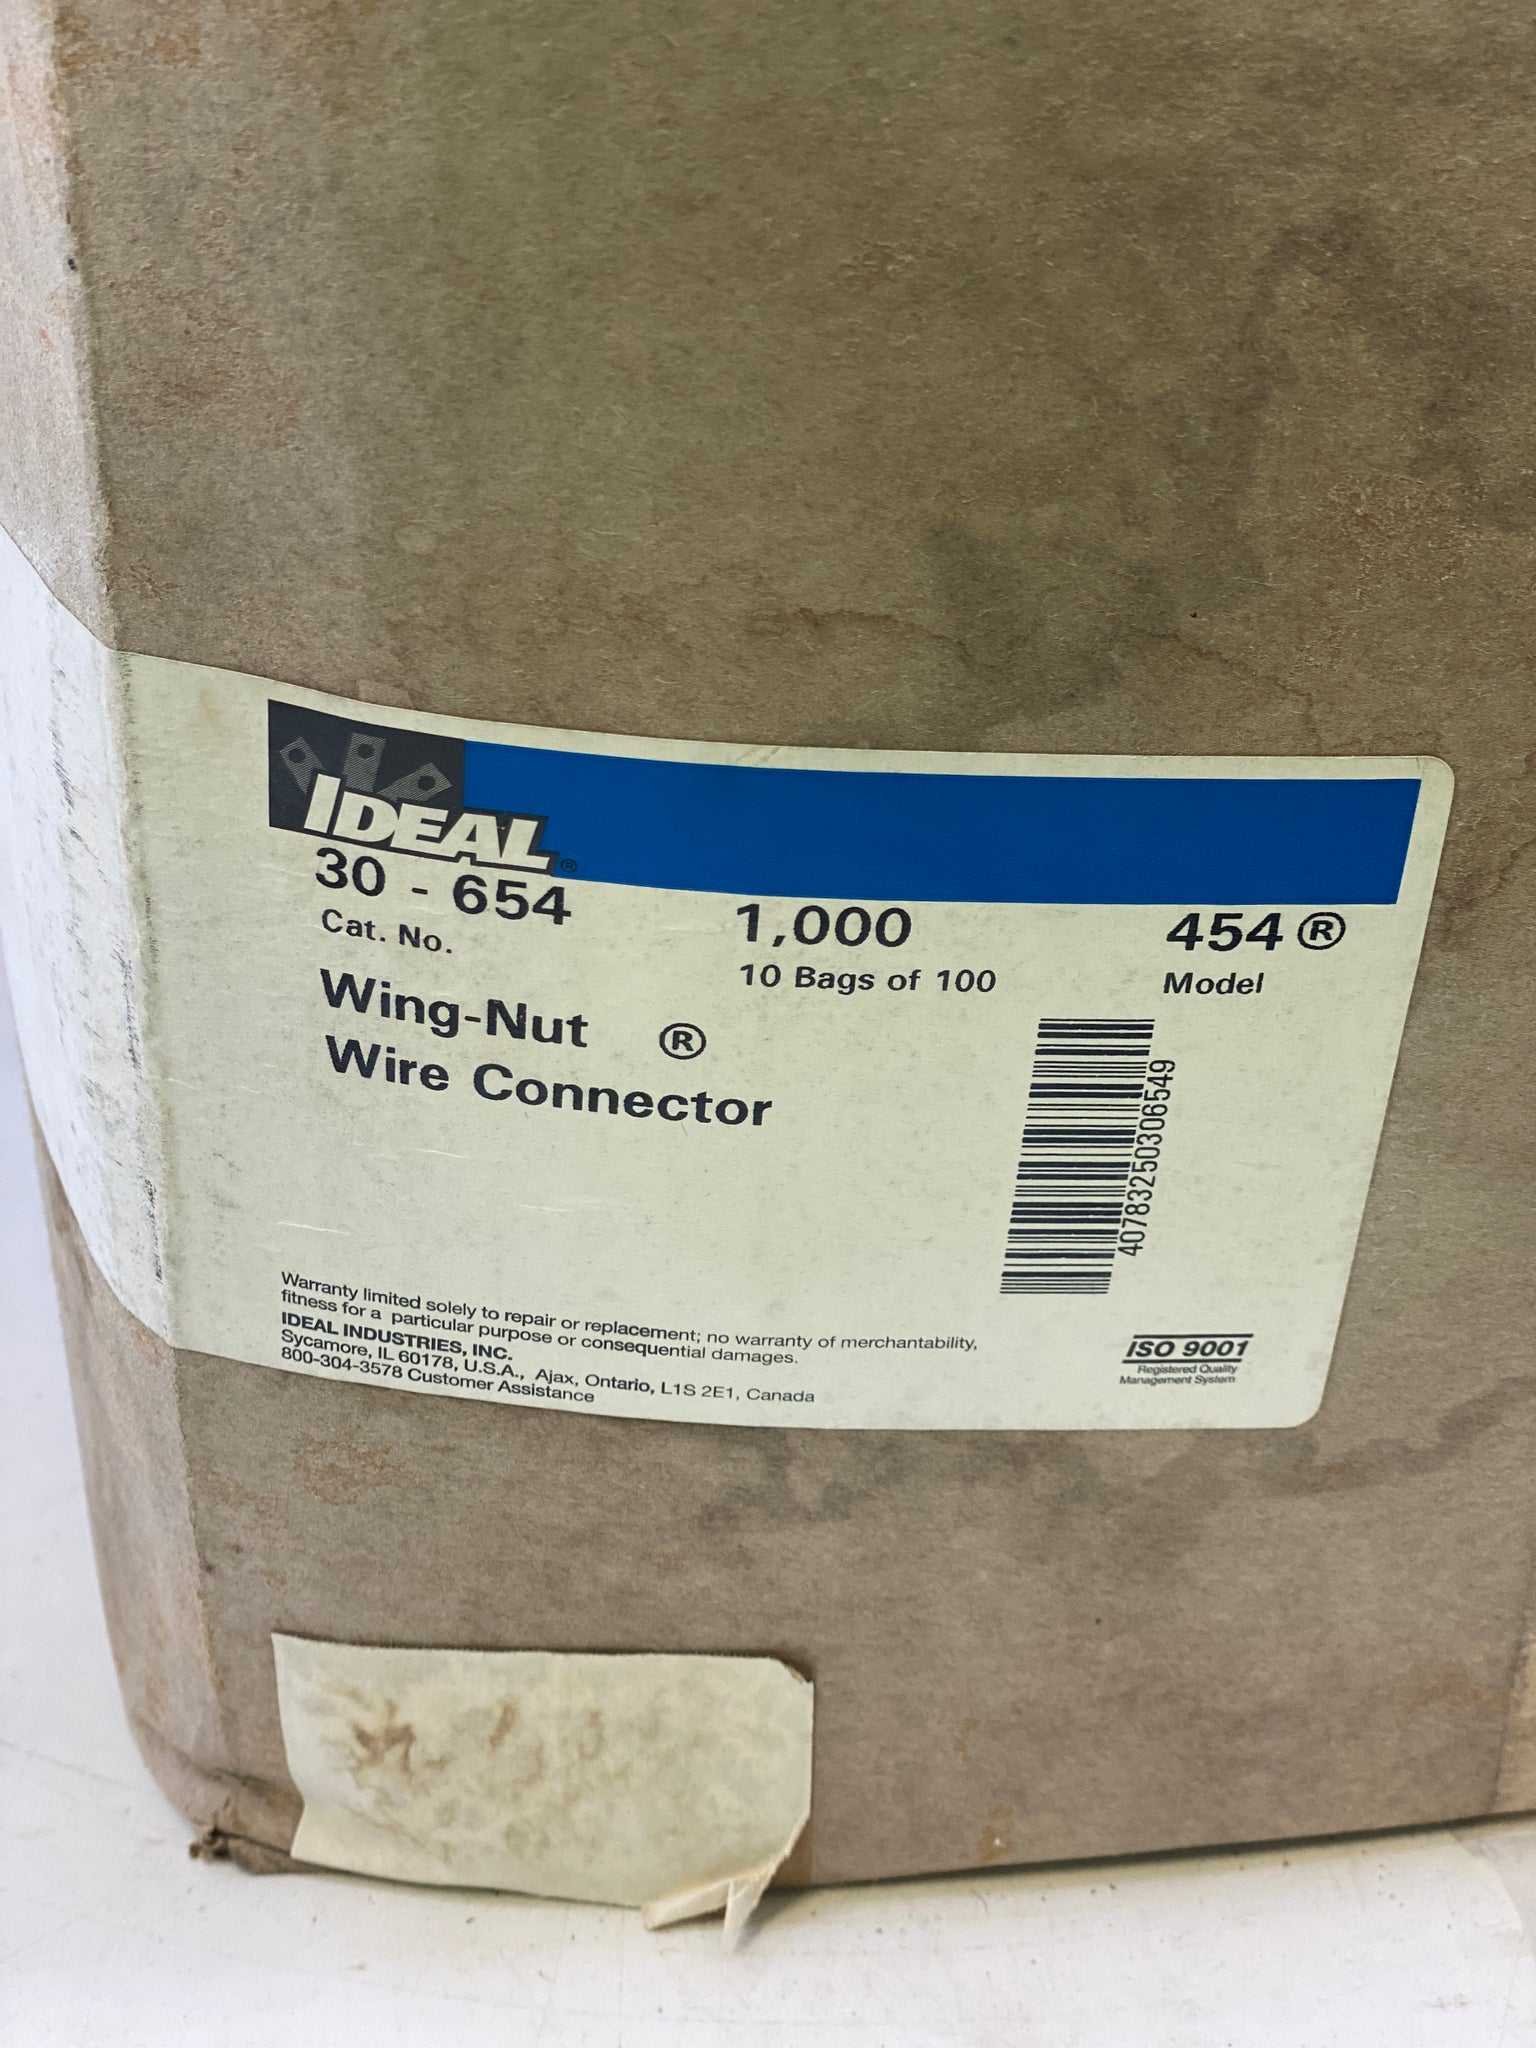 IDEAL®
30 - 654
Cat. No.
1,000
10 Bags of 100
454®
Model
Wing-Nut ®
Wire Connector
40783250306549
Warranty limited solely to repair or replacement; no warranty of merchantability,
fitness for a particular purpose or consequential damages.
IDEAL INDUSTRIES, INC.
Sycamore, IL 60178, U.S.A., Ajax, Ontario, L1S 2E1, Canada
800-304-3578 Customer Assistance
ISO 9001
Registered Quality
Management System